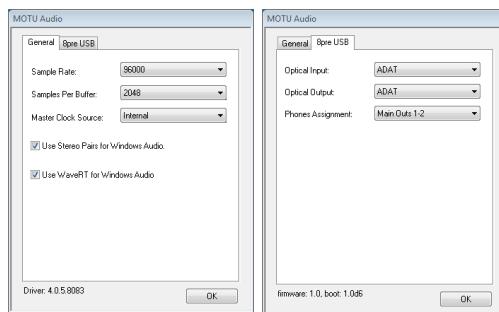 MOTU Audio
General 8pre USB
Sample Rate: 96000
Samples Per Buffer: 2048
Master Clock Source: Internal
Use Stereo Pairs for Windows Audio.
Use WaveRT for Windows Audio
Driver: 4.0.5.8083
OK
MOTU Audio
General 8pre USB
Optical Input: ADAT
Optical Output: ADAT
Phones Assignment: Main Outs 1-2
firmware: 1.0, boot: 1.0d6
OK